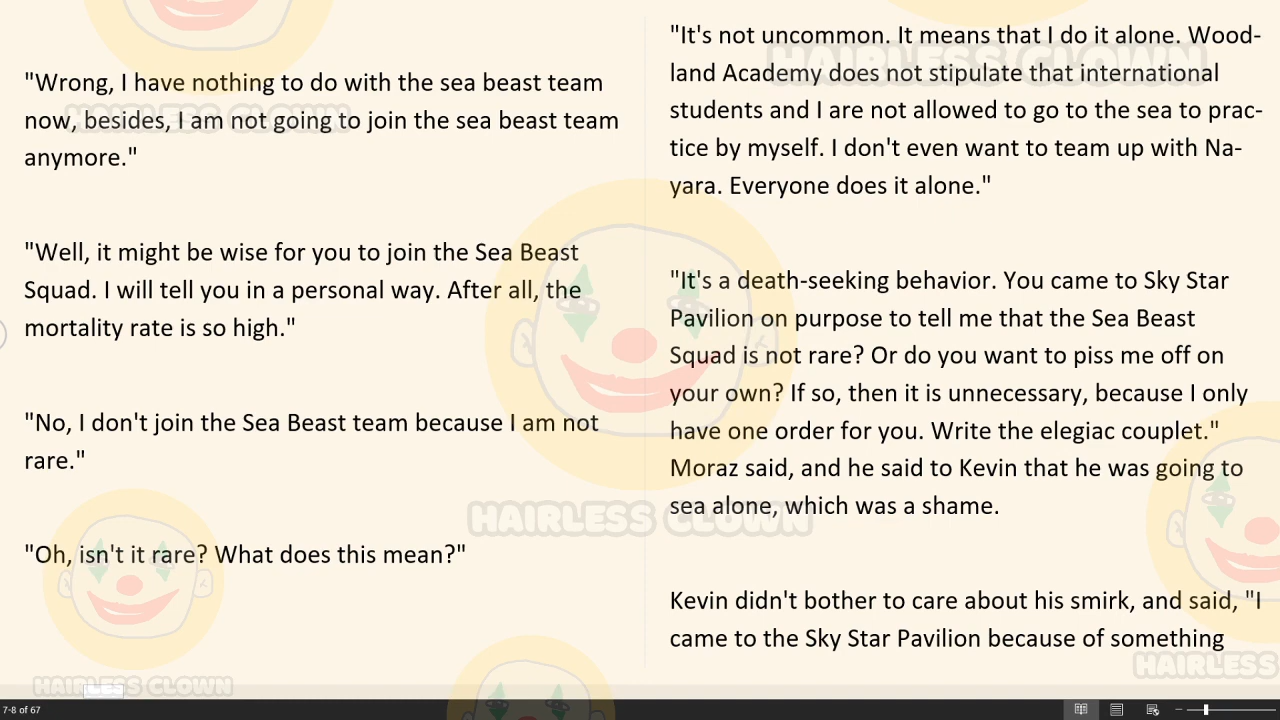 "Wrong, I have nothing to do with the sea beast team
now, besides, I am not going to join the sea beast team
anymore."
"Well, it might be wise for you to join the Sea Beast
Squad. I will tell you in a personal way. After all, the
mortality rate is so high."
"No, I don't join the Sea Beast team because I am not
rare."
"Oh, isn't it rare? What does this mean?"
"It's not uncommon. It means that I do it alone. Wood-
land Academy does not stipulate that international
students and I are not allowed to go to the sea to prac-
tice by myself. I don't even want to team up with Na-
yara. Everyone does it alone."
"It's a death-seeking behavior. You came to Sky Star
Pavilion on purpose to tell me that the Sea Beast
Squad is not rare? Or do you want to piss me off on
your own? If so, then it is unnecessary, because I only
have one order for you. Write the elegiac couplet."
Moraz said, and he said to Kevin that he was going to
sea alone, which was a shame.
Kevin didn't bother to care about his smirk, and said, "I
came to the Sky Star Pavilion because of something
HAIRLESS CLOWN
HAIRLESS CLOWN
HAIRLESS CLOWN
HAIRLESS CLOWN
HAIRLESS
7-8 of 67